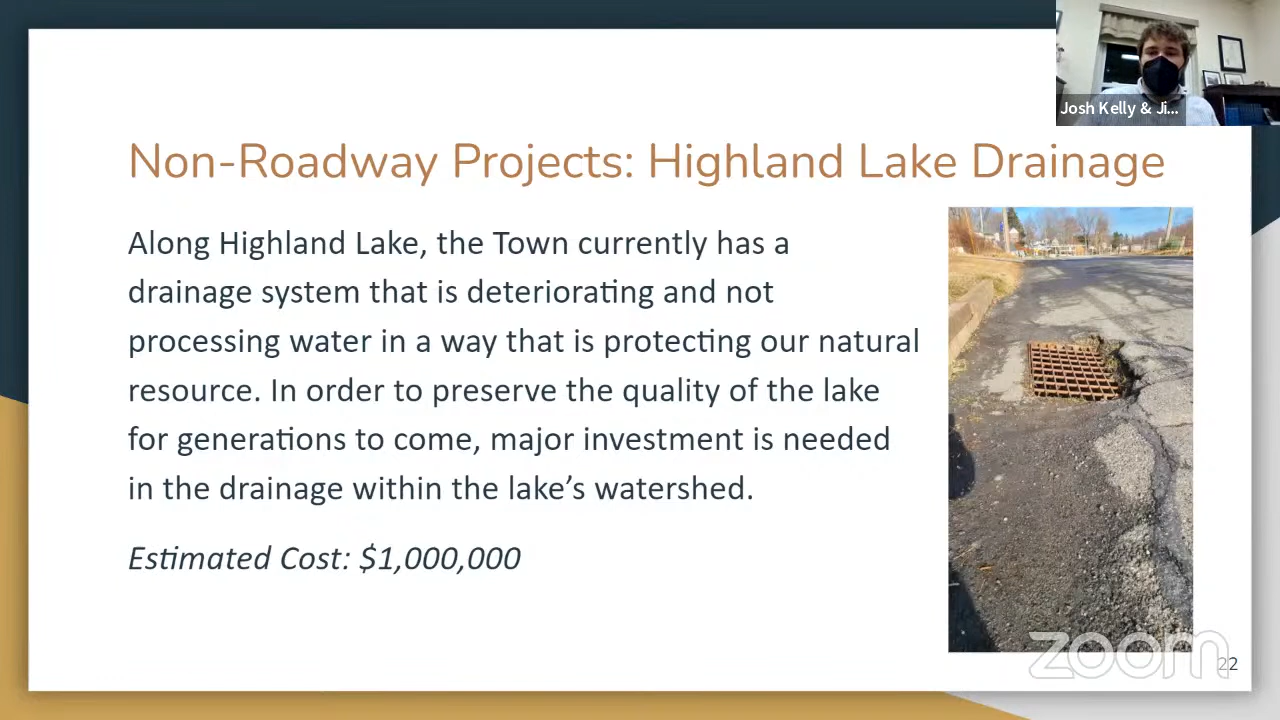 Josh Kelly & Ji...
Non-Roadway Projects: Highland Lake Drainage
Along Highland Lake, the Town currently has a
drainage system that is deteriorating and not
processing water in a way that is protecting our natural
resource. In order to preserve the quality of the lake
for generations to come, major investment is needed
in the drainage within the lake’s watershed.
Estimated Cost: $1,000,000
zoom
22